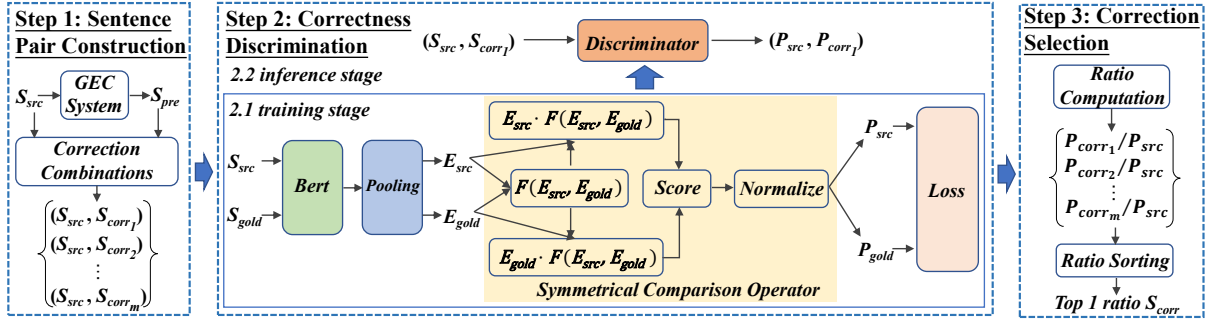 Step 1: Sentence
Pair Construction
S_src
GEC
System
S_pre
Correction
Combinations
(S_src, S_corr_1)
(S_src, S_corr_2)
⋮
(S_src, S_corr_m)
Step 2: Correctness
Discrimination
(S_src, S_corr_1)
Discriminator
(P_src, P_corr_1)
2.2 inference stage
2.1 training stage
S_src
S_gold
Bert
Pooling
E_src
E_gold
E_src · F(E_src, E_gold)
F(E_src, E_gold)
E_gold · F(E_src, E_gold)
Score
Normalize
Symmetrical Comparison Operator
P_src
P_gold
Loss
Step 3: Correction
Selection
Ratio
Computation
P_corr_1/P_src
P_corr_2/P_src
⋮
P_corr_m/P_src
Ratio Sorting
Top 1 ratio S_corr